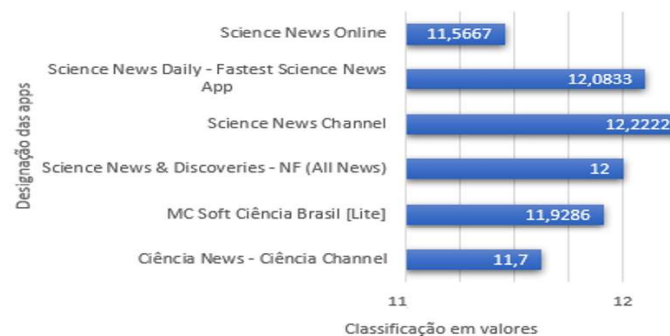 Science News Online
11,5667
Science News Daily - Fastest Science News
App
12,0833
Science News Channel
12,2222
Science News & Discoveries - NF (All News)
12
MC Soft Ciência Brasil [Lite]
11,9286
Ciência News - Ciência Channel
11,7
Designação das apps
11
12
Classificação em valores